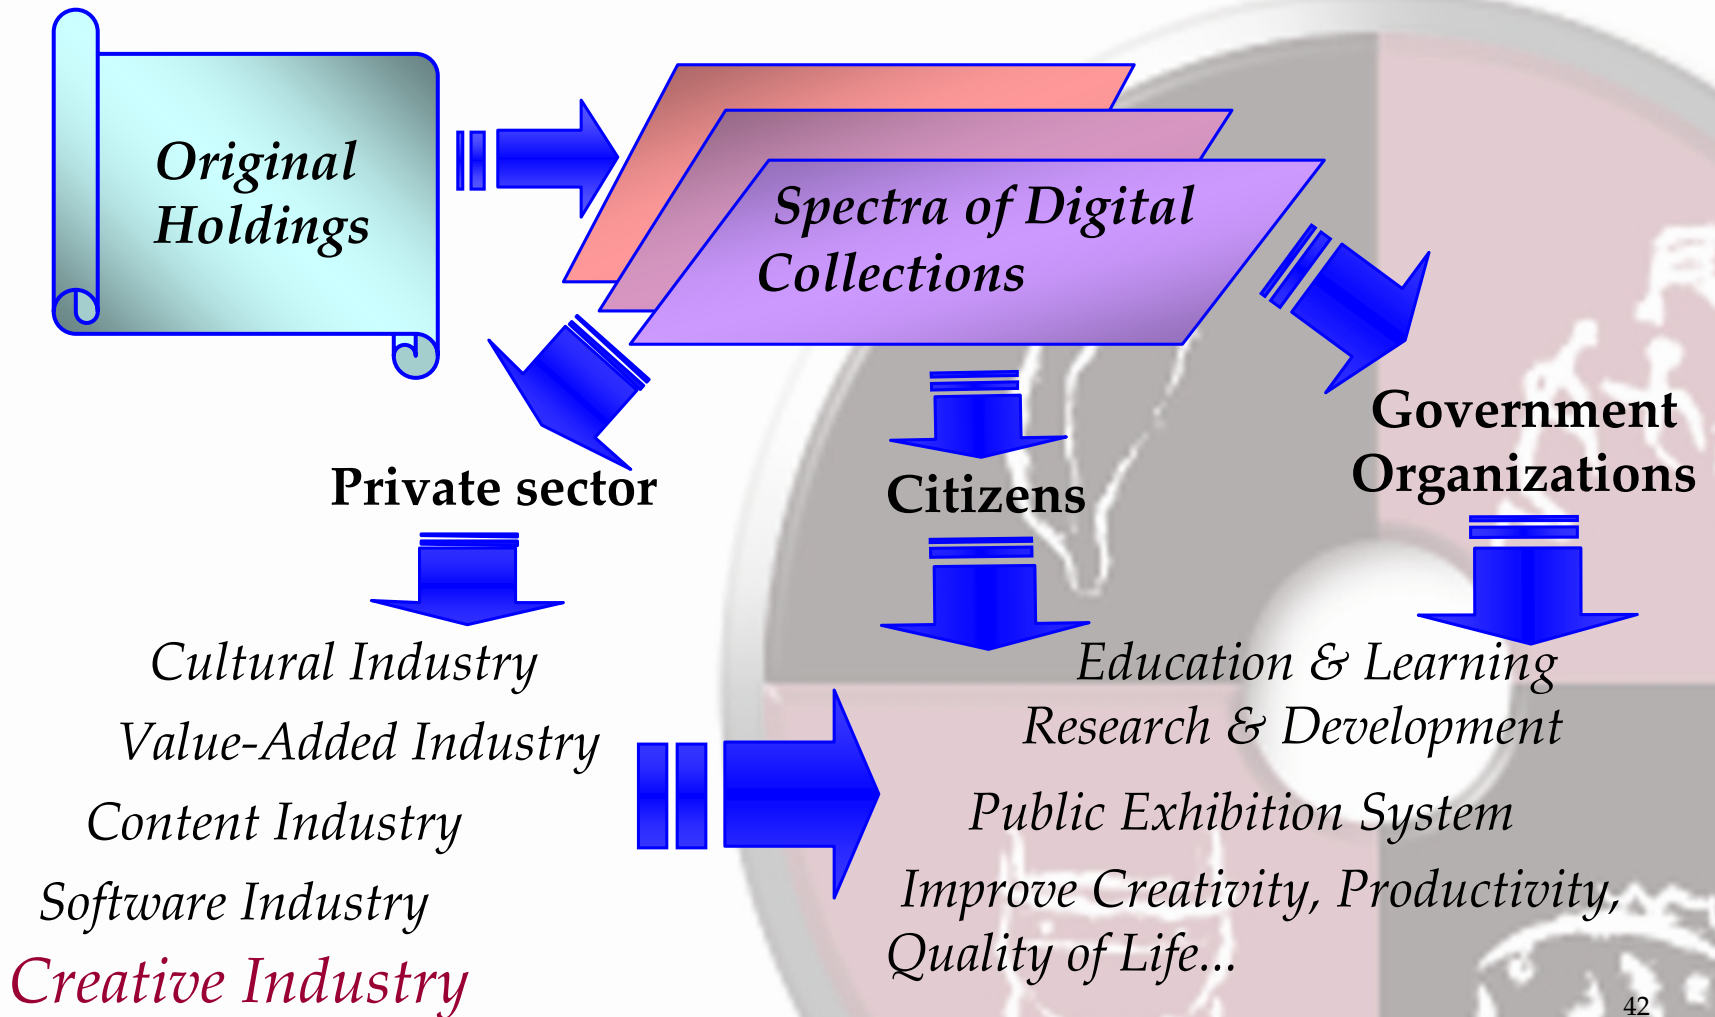 Original
Holdings
Spectra of Digital
Collections
Private sector
Citizens
Government
Organizations
Cultural Industry
Value-Added Industry
Content Industry
Software Industry
Creative Industry
Education & Learning
Research & Development
Public Exhibition System
Improve Creativity, Productivity,
Quality of Life...
42